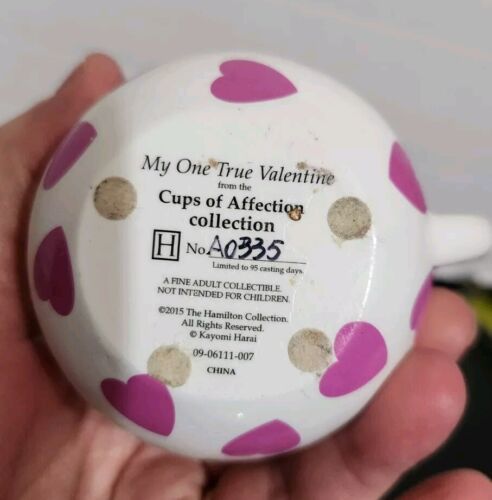 My One True Valentine
from the
Cups of Affection
collection
H No. A0335
Limited to 95 casting days.
A FINE ADULT COLLECTIBLE.
NOT INTENDED FOR CHILDREN.
©2015 The Hamilton Collection.
All Rights Reserved.
© Kayomi Harai
09-06111-007
CHINA